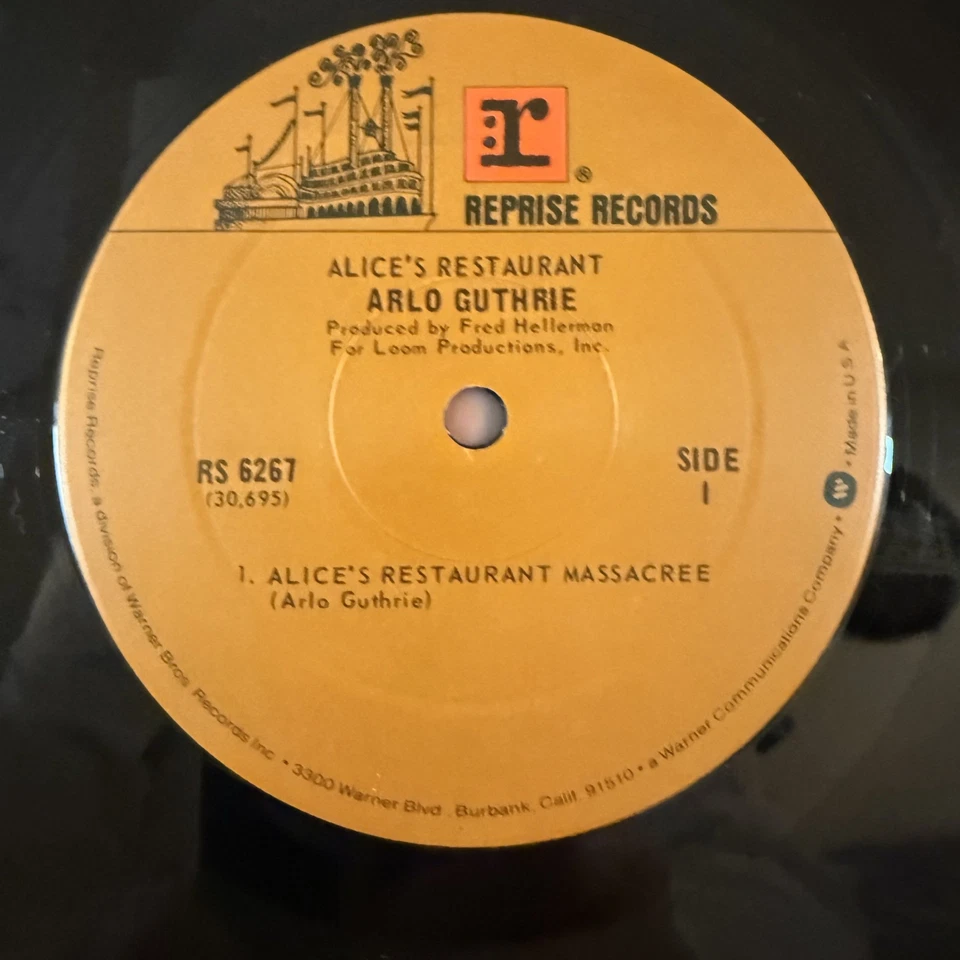 r
®
REPRISE RECORDS
ALICE'S RESTAURANT
ARLO GUTHRIE
Produced by Fred Hellerman
For Loom Productions, Inc.
RS 6267
(30,695)
SIDE
1
1. ALICE'S RESTAURANT MASSACREE
(Arlo Guthrie)
Reprise Records, a division of Warner Bros. Records Inc. • 3300 Warner Blvd., Burbank, Calif. 91510 • a Warner Communications Company • W • Made in U S A